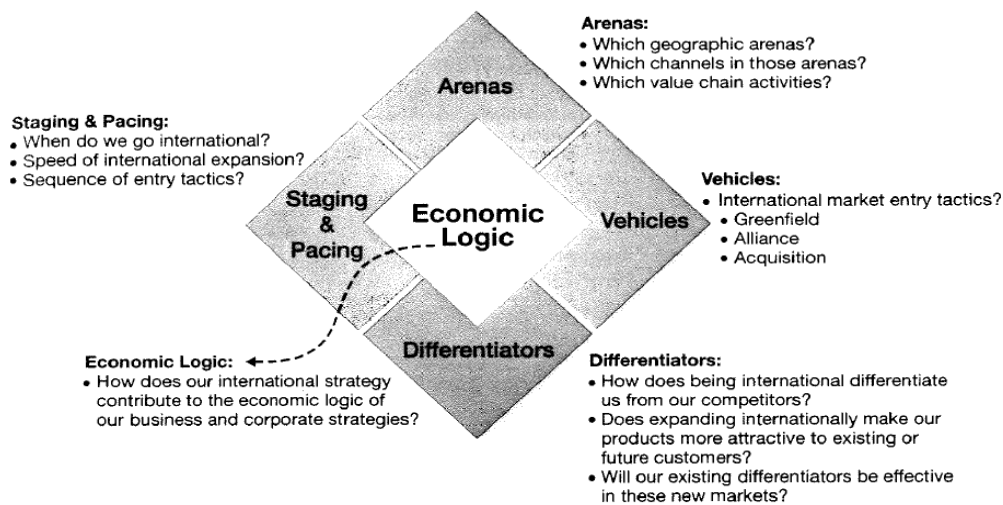 Arenas:
• Which geographic arenas?
• Which channels in those arenas?
• Which value chain activities?
Arenas
Staging & Pacing:
• When do we go international?
• Speed of international expansion?
• Sequence of entry tactics?
Staging
&
Pacing
Economic
Logic
Vehicles
Vehicles:
• International market entry tactics?
• Greenfield
• Alliance
• Acquisition
Differentiators
Economic Logic:
• How does our international strategy
contribute to the economic logic of
our business and corporate strategies?
Differentiators:
• How does being international differentiate
us from our competitors?
• Does expanding internationally make our
products more attractive to existing or
future customers?
• Will our existing differentiators be effective
in these new markets?